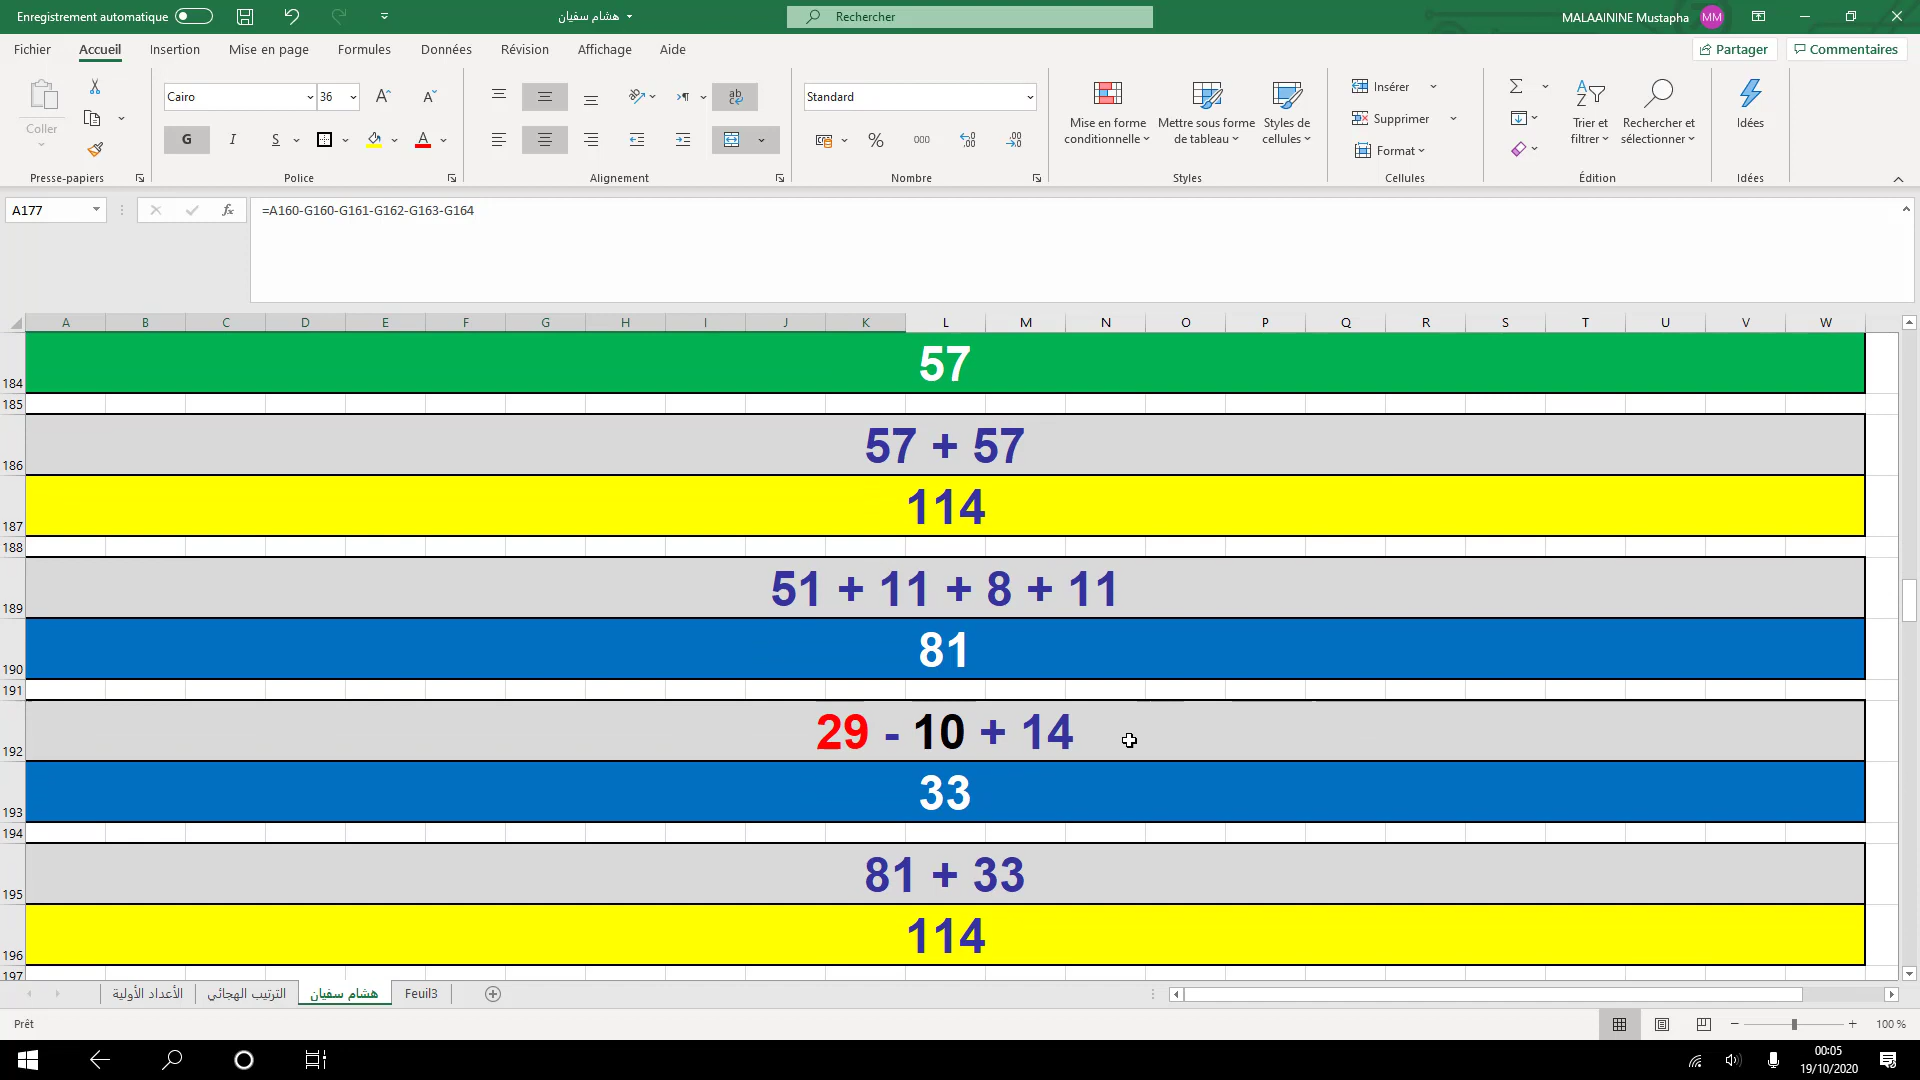 Enregistrement automatique
هشام سفيان
Rechercher
MALAAININE Mustapha
MM
Fichier
Accueil
Insertion
Mise en page
Formules
Données
Révision
Affichage
Aide
Partager
Commentaires
Coller
Presse-papiers
Cairo
36
G
I
S
A
Police
ab
Alignement
Standard
%
000
Nombre
Mise en forme
conditionnelle
Mettre sous forme
de tableau
Styles de
cellules
Styles
Insérer
Supprimer
Format
Cellules
Trier et
filtrer
Rechercher et
sélectionner
Édition
Idées
Idées
A177
fx
=A160-G160-G161-G162-G163-G164
A B C D E F G H I J K L M N O P Q R S T U V W
184 57
185
186 57 + 57
187 114
188
189 51 + 11 + 8 + 11
190 81
191
192 29 - 10 + 14
193 33
194
195 81 + 33
196 114
197
الأعداد الأولية
الترتيب الهجائي
هشام سفيان
Feuil3
Prêt
100 %
00:05
19/10/2020